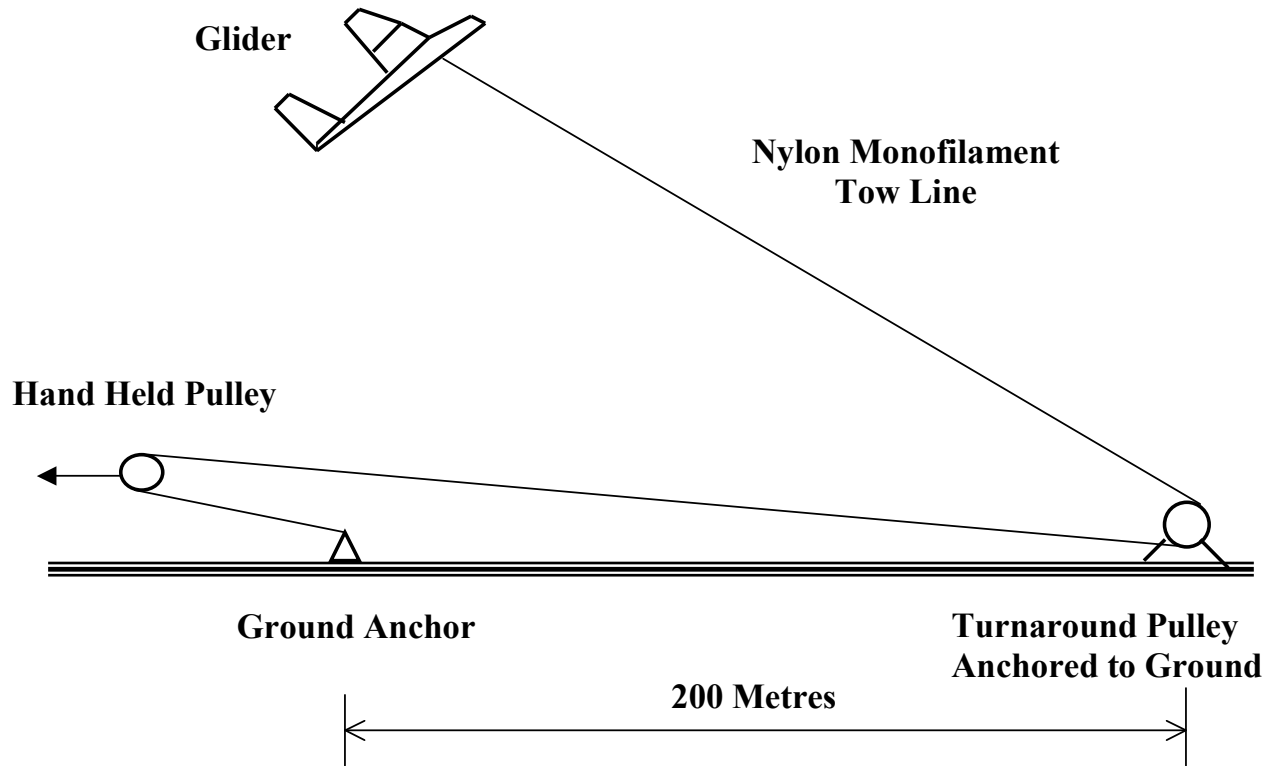 Glider
Nylon Monofilament
Tow Line
Hand Held Pulley
Ground Anchor
Turnaround Pulley
Anchored to Ground
200 Metres